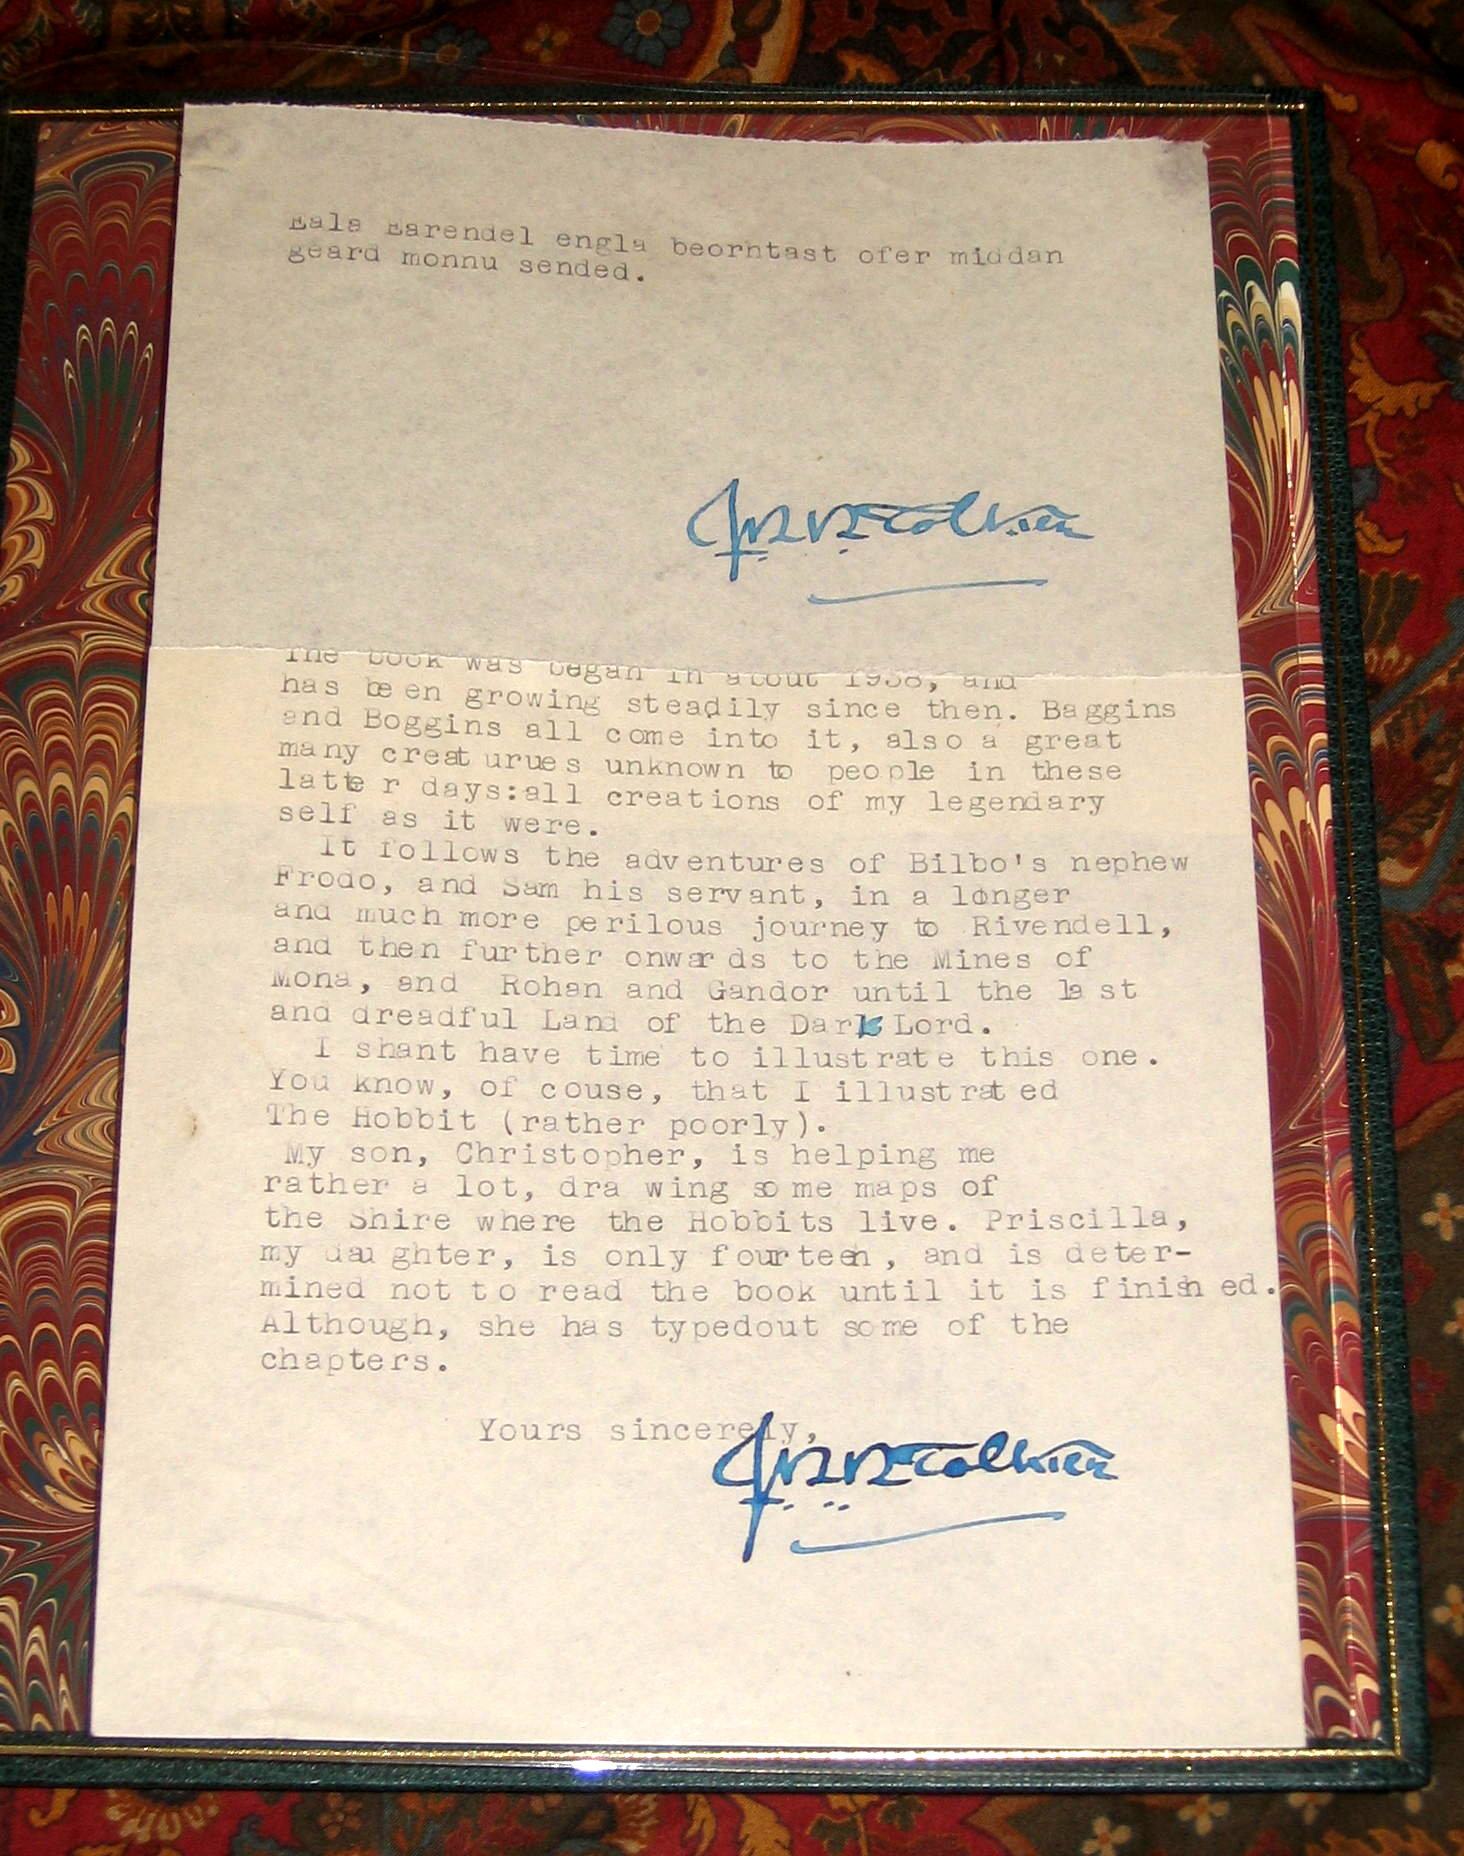 Eala Earendel engla beorhtast ofer middan
geard monnu sended.
JRRTolkien
The book was began in about 1938, and
has been growing steadily since then. Baggins
and Boggins all come into it, also a great
many creaturues unknown to people in these
latter days:all creations of my legendary
self as it were.
It follows the adventures of Bilbo's nephew
Frodo, and Sam his servant, in a longer
and much more perilous journey to Rivendell,
and then further onwards to the Mines of
Mona, and Rohan and Gandor until the last
and dreadful Land of the Dark Lord.
I shant have time to illustrate this one.
You know, of couse, that I illustrated
The Hobbit (rather poorly).
My son, Christopher, is helping me
rather a lot, dra wing some maps of
the Shire where the Hobbits live. Priscilla,
my daughter, is only fourteen, and is deter-
mined not to read the book until it is finished.
Although, she has typedout some of the
chapters.
Yours sincerely,
JRRTolkien